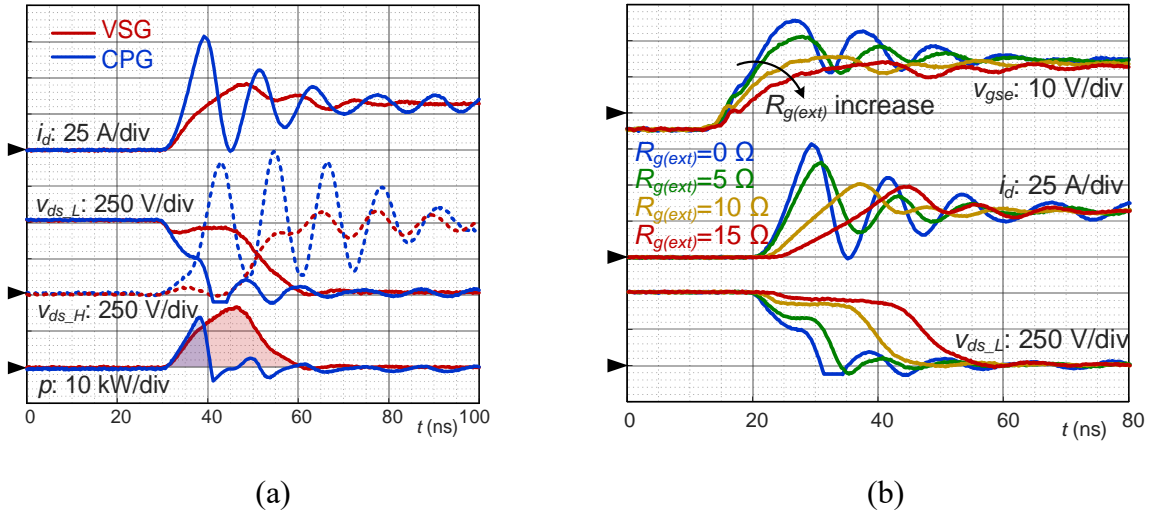 VSG
CPG
i_d: 25 A/div
v_ds_L: 250 V/div
v_ds_H: 250 V/div
p: 10 kW/div
0 20 40 60 80 100
t (ns)
(a)
v_gse: 10 V/div
R_g(ext) increase
R_g(ext)=0 Ω
R_g(ext)=5 Ω
R_g(ext)=10 Ω
R_g(ext)=15 Ω
i_d: 25 A/div
v_ds_L: 250 V/div
0 20 40 60 80
t (ns)
(b)